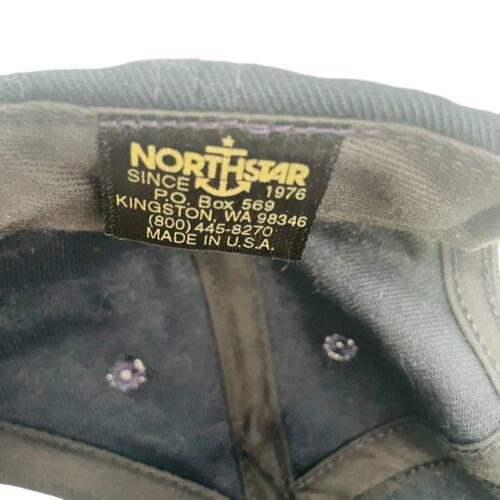 NORTHSTAR
SINCE 1976
P.O. Box 569
KINGSTON, WA 98346
(800) 445-8270
MADE IN U.S.A.